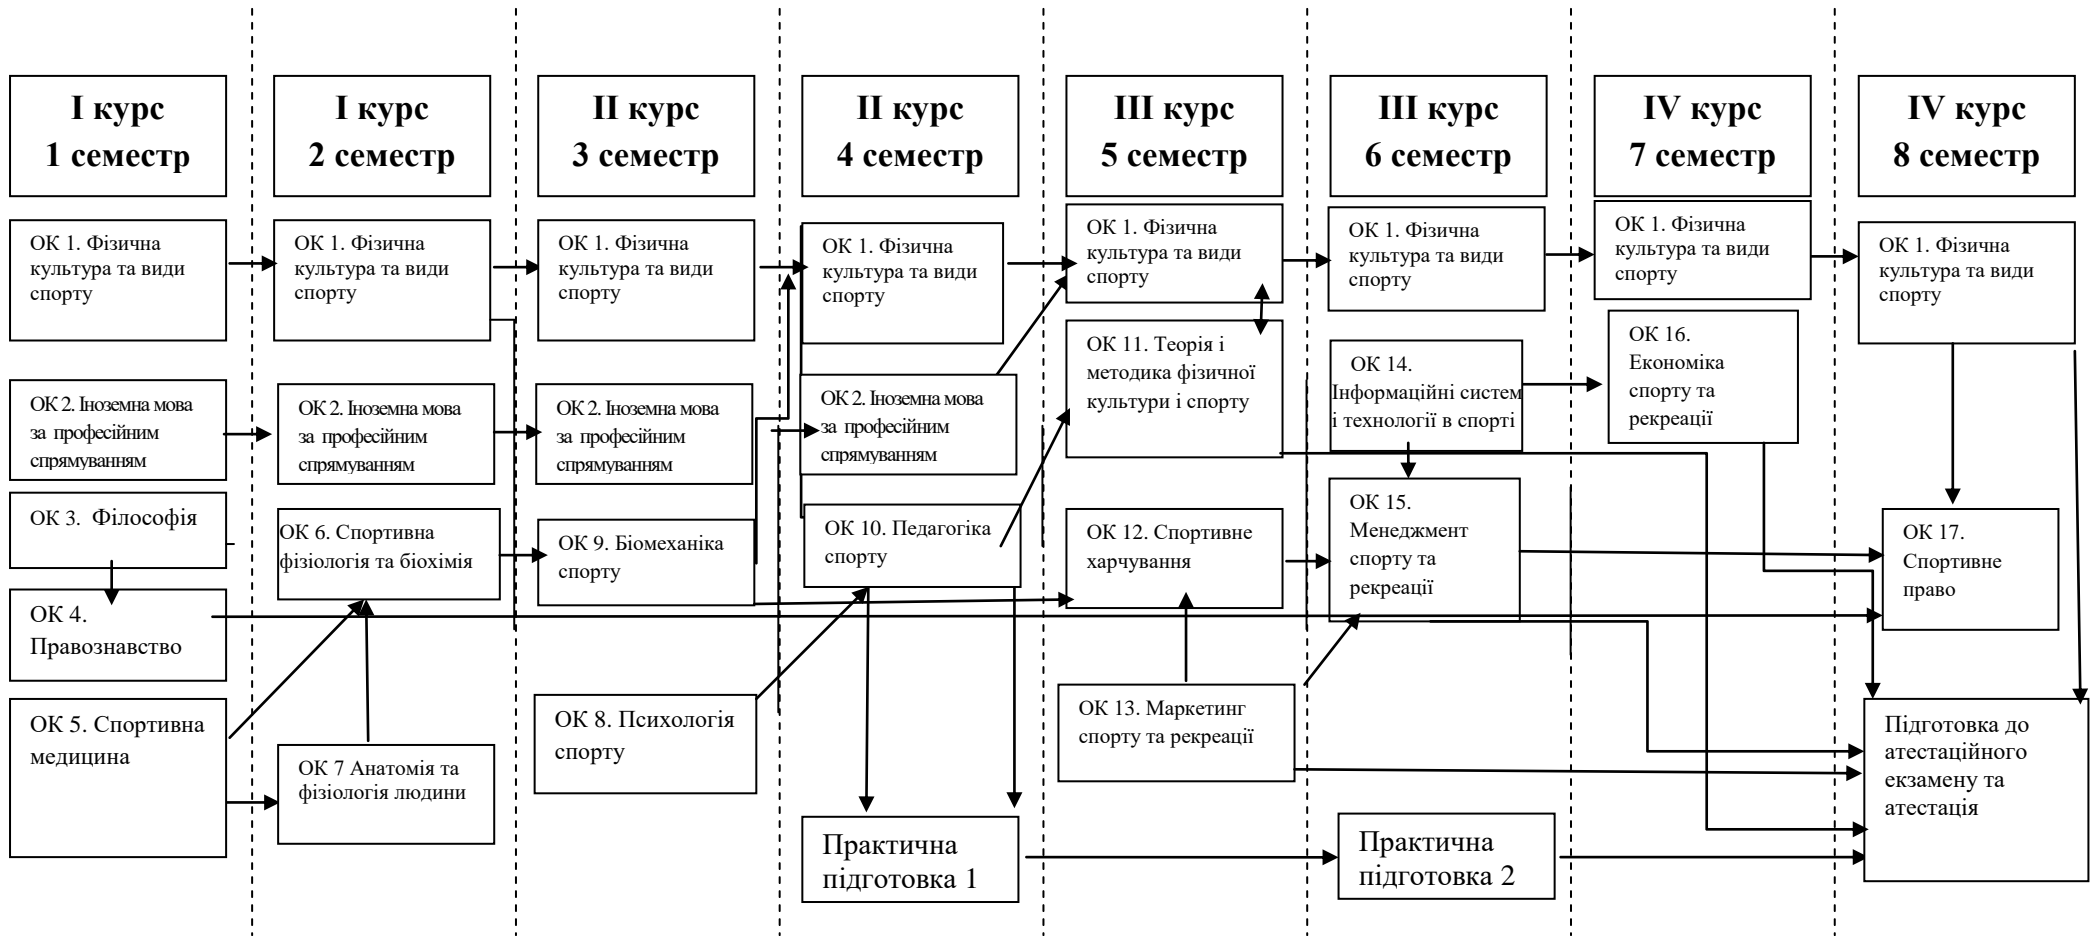 І курс
1 семестр
І курс
2 семестр
ІІ курс
3 семестр
ІІ курс
4 семестр
ІІІ курс
5 семестр
ІІІ курс
6 семестр
IV курс
7 семестр
IV курс
8 семестр
ОК 1. Фізична
культура та види
спорту
ОК 2. Іноземна мова
за професійним
спрямуванням
ОК 3. Філософія
ОК 4.
Правознавство
ОК 5. Спортивна
медицина
ОК 1. Фізична
культура та види
спорту
ОК 2. Іноземна мова
за професійним
спрямуванням
ОК 6. Спортивна
фізіологія та біохімія
ОК 7 Анатомія та
фізіологія людини
ОК 1. Фізична
культура та види
спорту
ОК 2. Іноземна мова
за професійним
спрямуванням
ОК 9. Біомеханіка
спорту
ОК 8. Психологія
спорту
ОК 1. Фізична
культура та види
спорту
ОК 2. Іноземна мова
за професійним
спрямуванням
ОК 10. Педагогіка
спорту
Практична
підготовка 1
ОК 1. Фізична
культура та види
спорту
ОК 11. Теорія і
методика фізичної
культури і спорту
ОК 12. Спортивне
харчування
ОК 13. Маркетинг
спорту та рекреації
ОК 1. Фізична
культура та види
спорту
ОК 14.
Інформаційні систем
і технології в спорті
ОК 15.
Менеджмент
спорту та
рекреації
Практична
підготовка 2
ОК 1. Фізична
культура та види
спорту
ОК 16.
Економіка
спорту та
рекреації
ОК 1. Фізична
культура та види
спорту
ОК 17.
Спортивне
право
Підготовка до
атестаційного
екзамену та
атестація